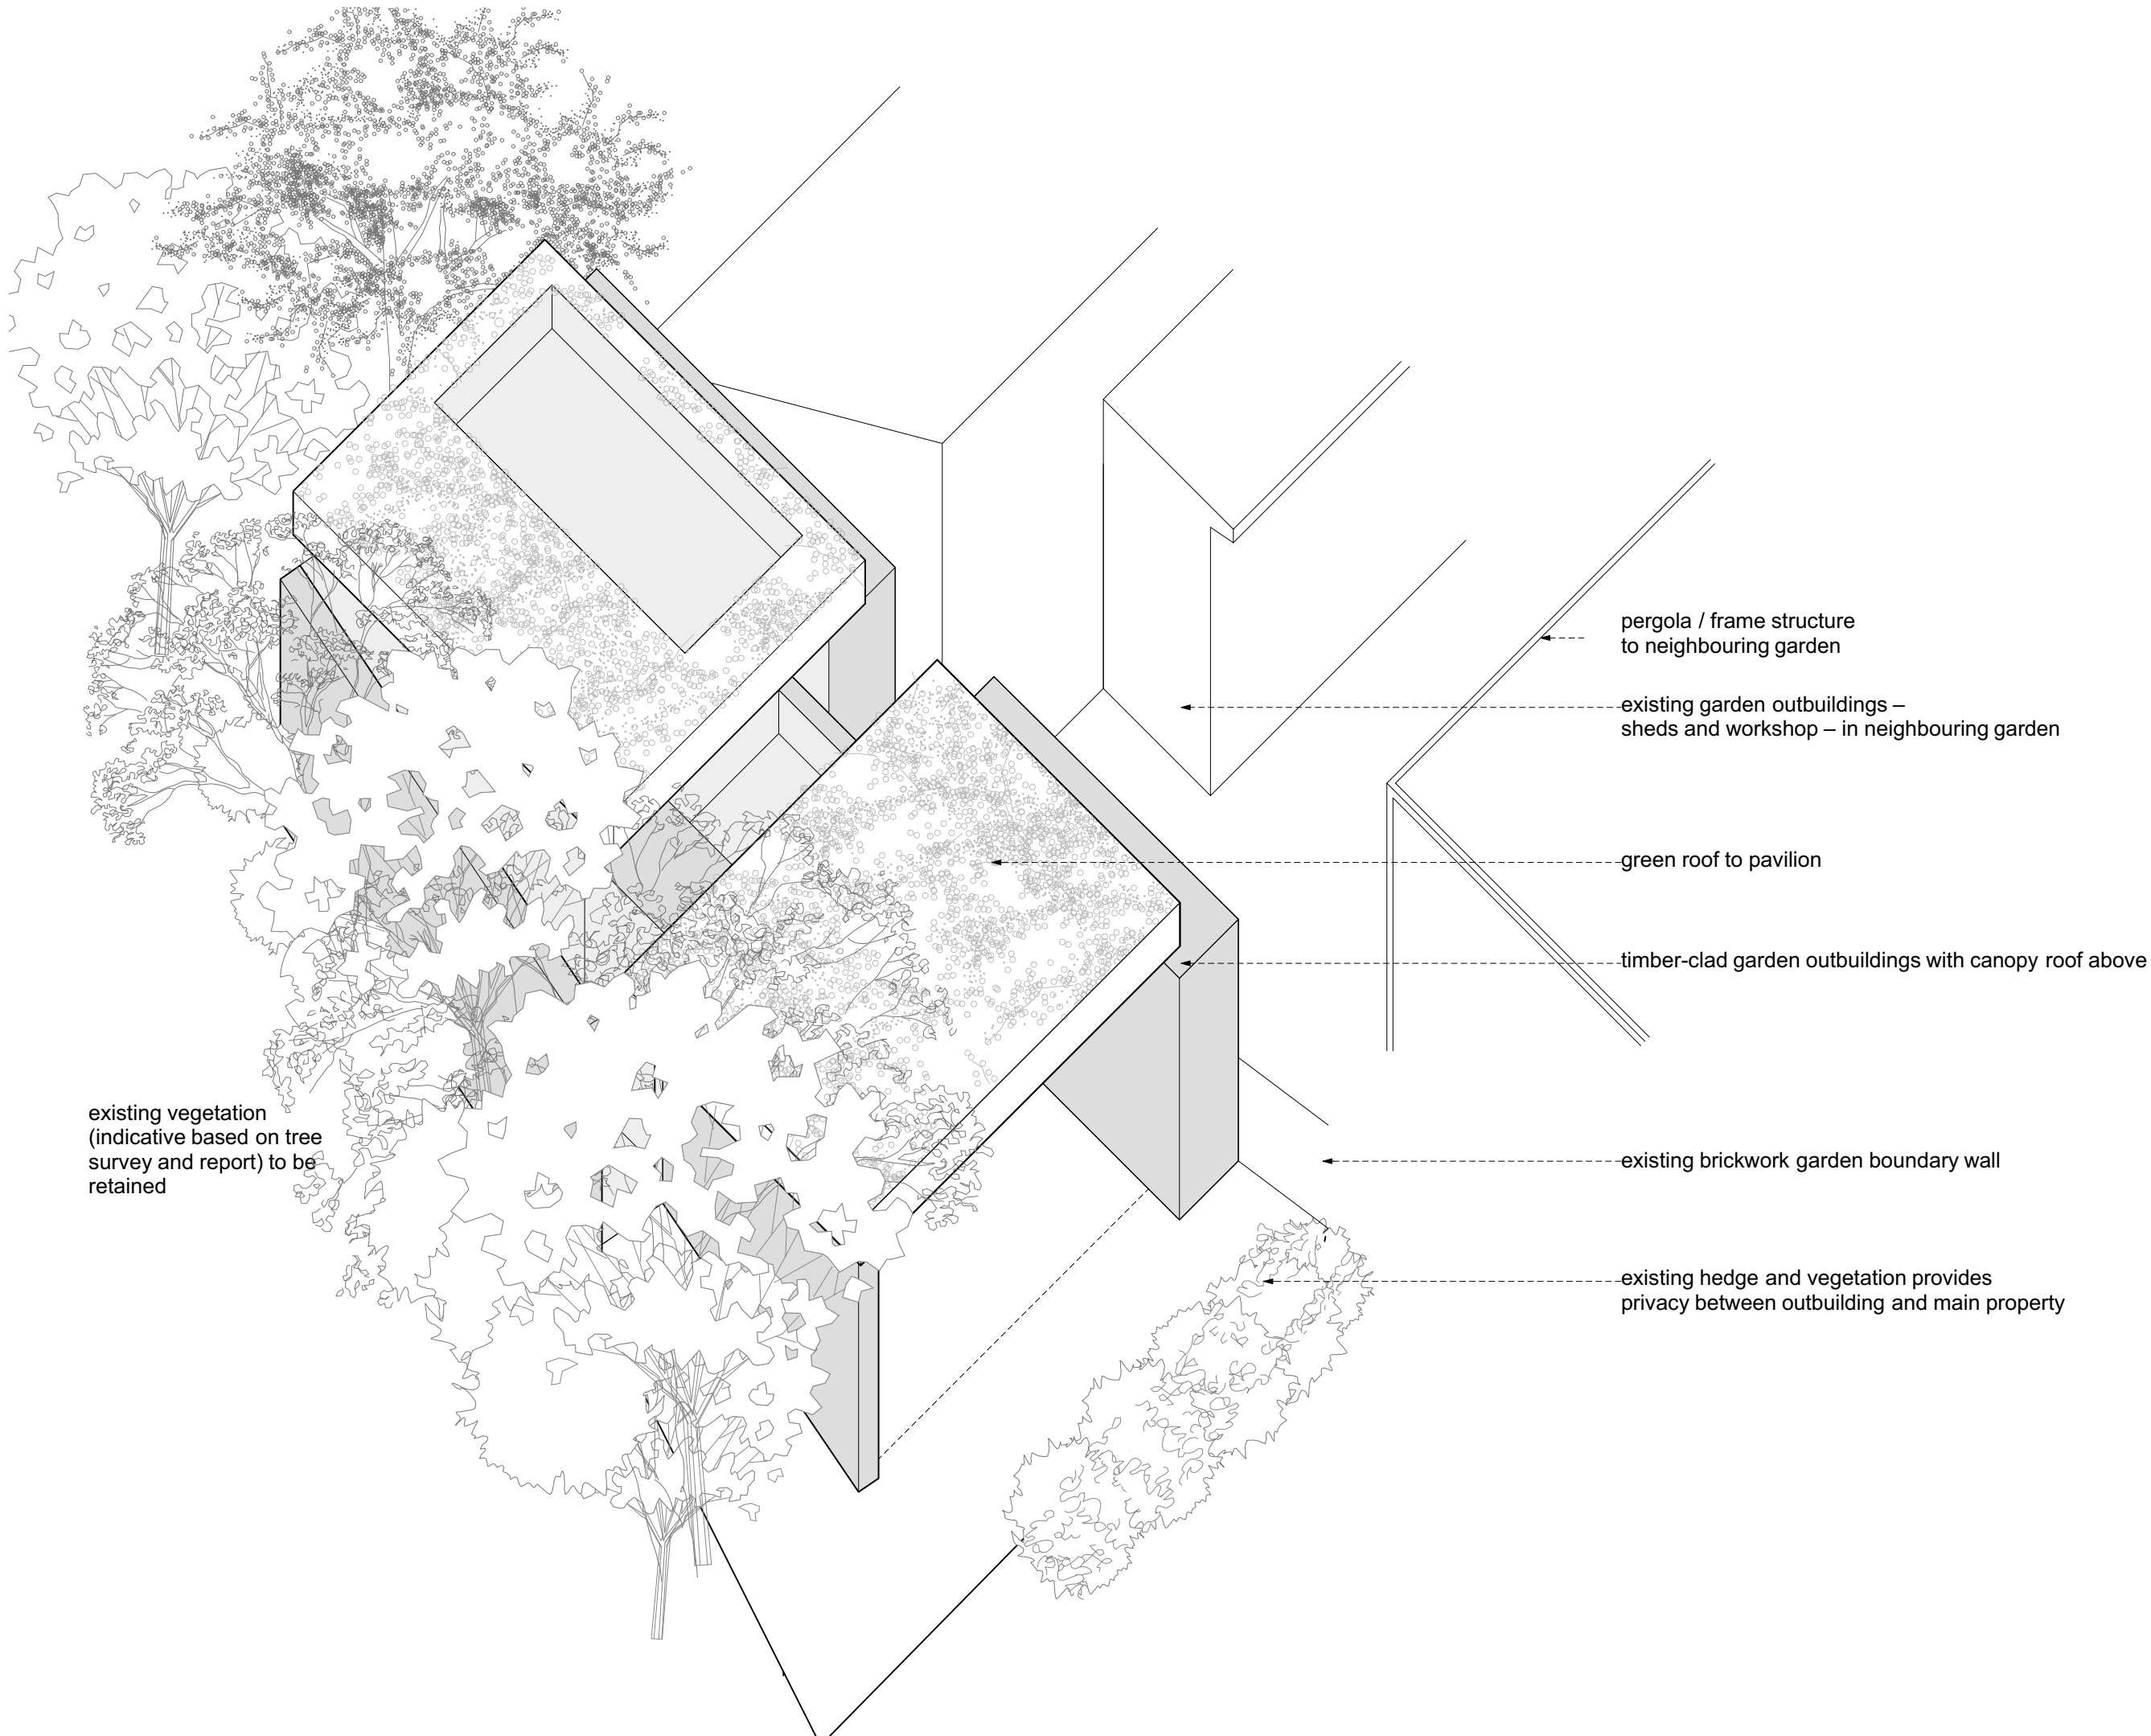 pergola / frame structure
to neighbouring garden
existing garden outbuildings –
sheds and workshop – in neighbouring garden
green roof to pavilion
timber-clad garden outbuildings with canopy roof above
existing vegetation
(indicative based on tree
survey and report) to be
retained
existing brickwork garden boundary wall
existing hedge and vegetation provides
privacy between outbuilding and main property